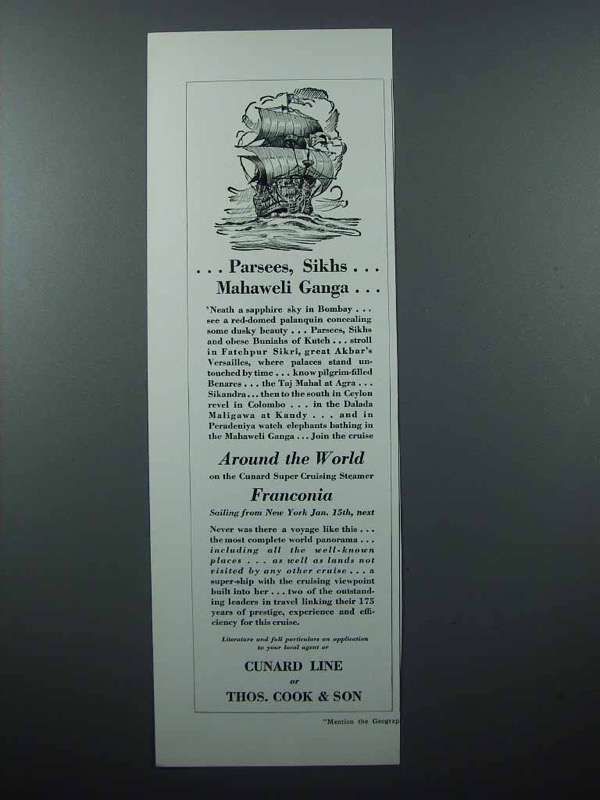 . . . Parsees, Sikhs . . .
Mahaweli Ganga . . .
'Neath a sapphire sky in Bombay . . .
see a red-domed palanquin concealing
some dusky beauty . . . Parsees, Sikhs
and obese Buniahs of Kutch . . . stroll
in Fatehpur Sikri, great Akbar's
Versailles, where palaces stand un-
touched by time . . . know pilgrim-filled
Benares . . . the Taj Mahal at Agra . . .
Sikandra . . . then to the south in Ceylon
revel in Colombo . . . in the Dalada
Maligawa at Kandy . . . and in
Peradeniya watch elephants bathing in
the Mahaweli Ganga . . . Join the cruise
Around the World
on the Cunard Super Cruising Steamer
Franconia
Sailing from New York Jan. 15th, next
Never was there a voyage like this . . .
the most complete world panorama . . .
including all the well-known
places . . . as well as lands not
visited by any other cruise . . . a
super-ship with the cruising viewpoint
built into her . . . two of the outstand-
ing leaders in travel linking their 175
years of prestige, experience and effi-
ciency for this cruise.
Literature and full particulars on application
to your local agent or
CUNARD LINE
or
THOS. COOK & SON
"Mention the Geograp